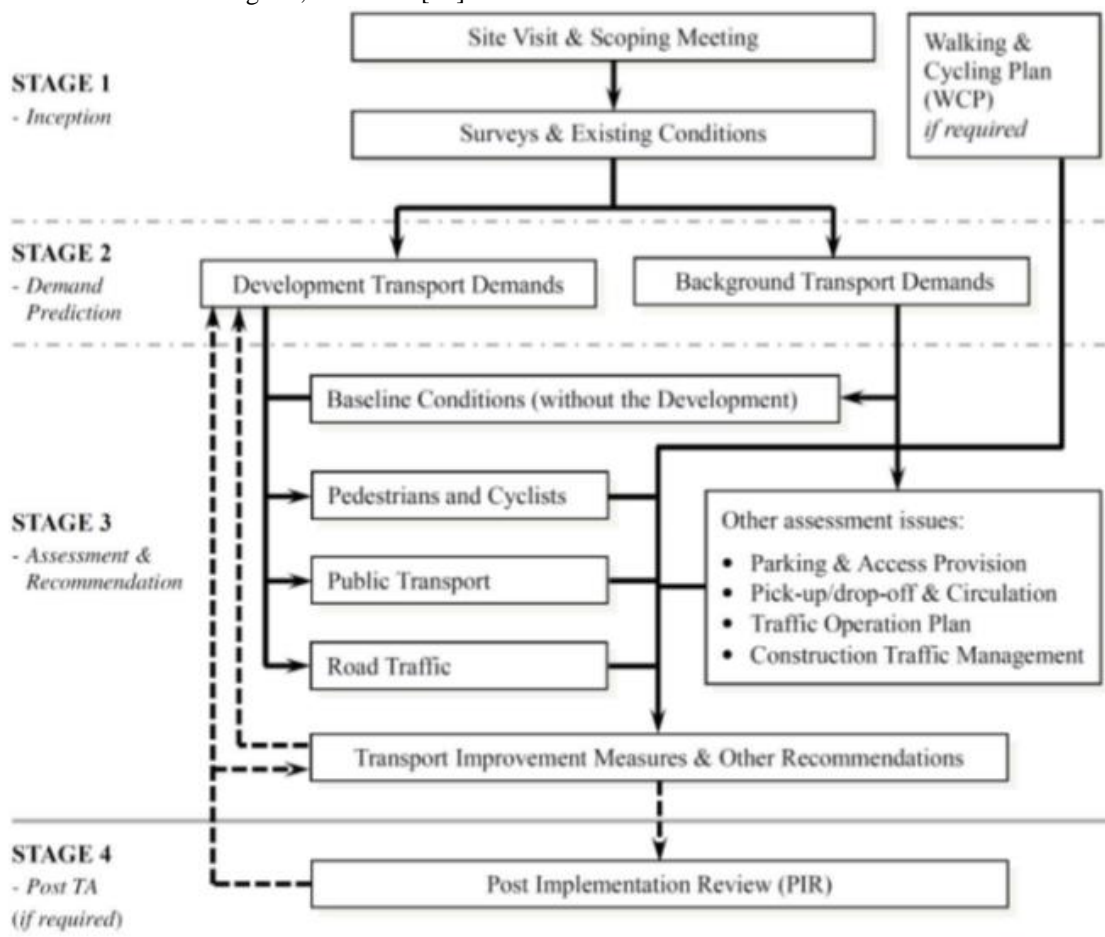 Site Visit & Scoping Meeting
Walking &
Cycling Plan
(WCP)
if required
STAGE 1
- Inception
Surveys & Existing Conditions
STAGE 2
- Demand
Prediction
Development Transport Demands
Background Transport Demands
Baseline Conditions (without the Development)
STAGE 3
- Assessment &
Recommendation
Pedestrians and Cyclists
Public Transport
Road Traffic
Other assessment issues:
• Parking & Access Provision
• Pick-up/drop-off & Circulation
• Traffic Operation Plan
• Construction Traffic Management
Transport Improvement Measures & Other Recommendations
STAGE 4
- Post TA
(if required)
Post Implementation Review (PIR)